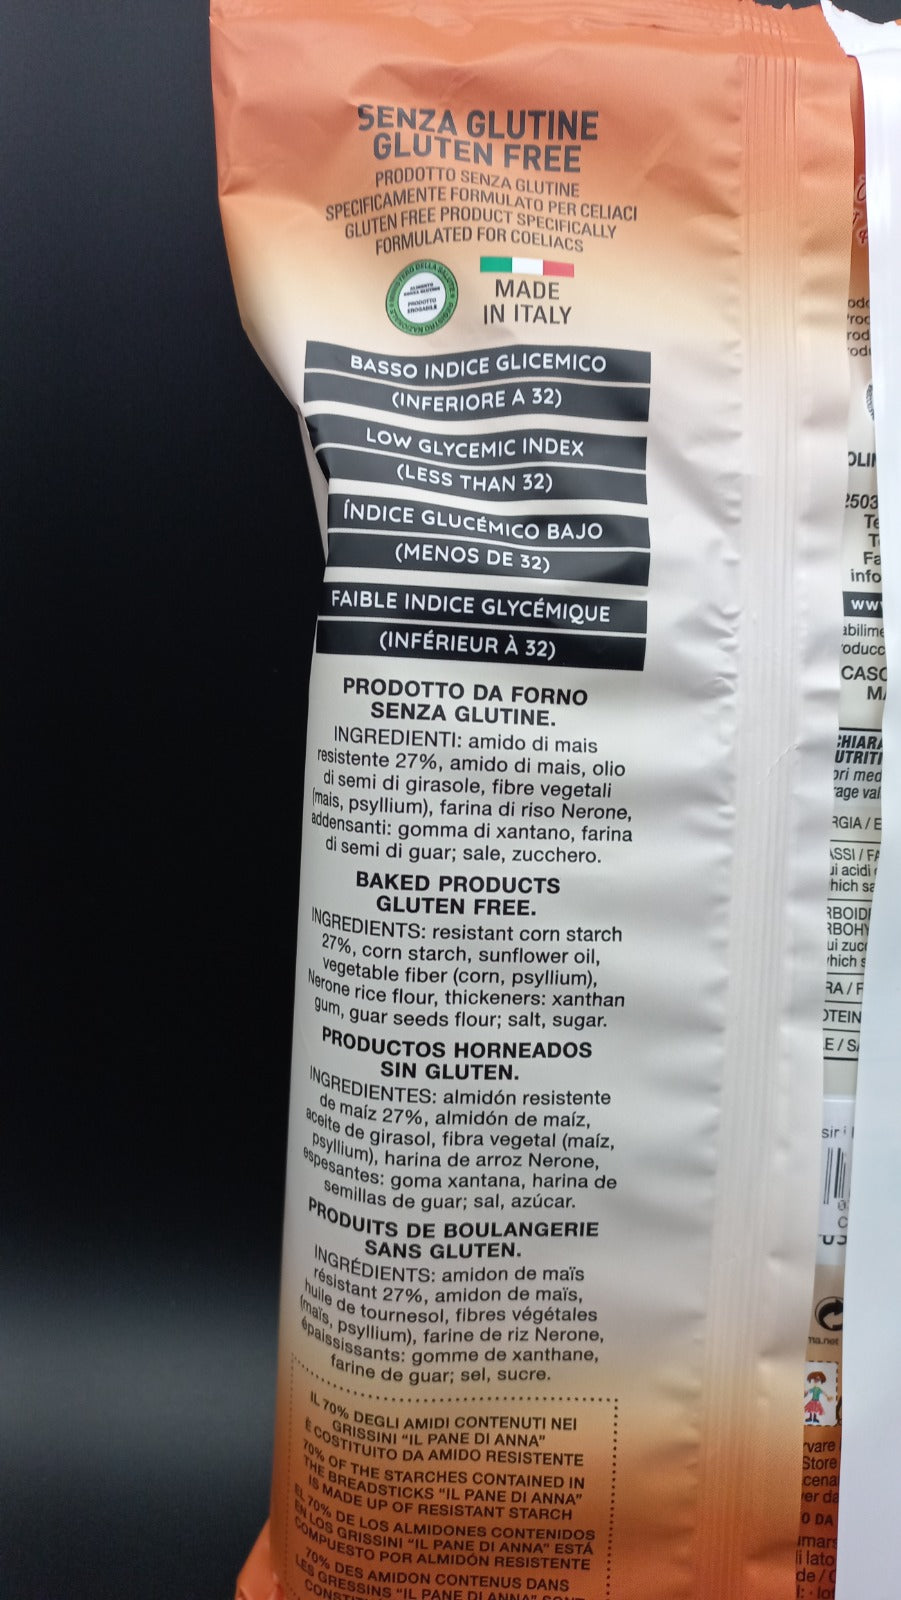 SENZA GLUTINE
GLUTEN FREE
PRODOTTO SENZA GLUTINE
SPECIFICAMENTE FORMULATO PER CELIACI
GLUTEN FREE PRODUCT SPECIFICALLY
FORMULATED FOR COELIACS
MINISTERO DELLA SALUTE
REGISTRO NAZIONALE
ALIMENTO
SENZA GLUTINE
PRODOTTO
EROGABILE
MADE
IN ITALY
BASSO INDICE GLICEMICO
(INFERIORE A 32)
LOW GLYCEMIC INDEX
(LESS THAN 32)
ÍNDICE GLUCÉMICO BAJO
(MENOS DE 32)
FAIBLE INDICE GLYCÉMIQUE
(INFÉRIEUR À 32)
PRODOTTO DA FORNO
SENZA GLUTINE.
INGREDIENTI: amido di mais
resistente 27%, amido di mais, olio
di semi di girasole, fibre vegetali
(mais, psyllium), farina di riso Nerone,
addensanti: gomma di xantano, farina
di semi di guar; sale, zucchero.
BAKED PRODUCTS
GLUTEN FREE.
INGREDIENTS: resistant corn starch
27%, corn starch, sunflower oil,
vegetable fiber (corn, psyllium),
Nerone rice flour, thickeners: xanthan
gum, guar seeds flour; salt, sugar.
PRODUCTOS HORNEADOS
SIN GLUTEN.
INGREDIENTES: almidón resistente
de maíz 27%, almidón de maíz,
aceite de girasol, fibra vegetal (maíz,
psyllium), harina de arroz Nerone,
espesantes: goma xantana, harina de
semillas de guar; sal, azúcar.
PRODUITS DE BOULANGERIE
SANS GLUTEN.
INGRÉDIENTS: amidon de maïs
résistant 27%, amidon de maïs,
huile de tournesol, fibres végétales
(maïs, psyllium), farine de riz Nerone,
épaississants: gomme de xanthane,
farine de guar; sel, sucre.
IL 70% DEGLI AMIDI CONTENUTI NEI
GRISSINI "IL PANE DI ANNA"
È COSTITUITO DA AMIDO RESISTENTE
70% OF THE STARCHES CONTAINED IN
THE BREADSTICKS "IL PANE DI ANNA"
IS MADE UP OF RESISTANT STARCH
EL 70% DE LOS ALMIDONES CONTENIDOS
EN LOS GRISSINI "IL PANE DI ANNA" ESTÁ
COMPUESTO POR ALMIDÓN RESISTENTE
70% DES AMIDON CONTENUS DANS
LES GRESSINS "IL PANE DI ANNA" SONT